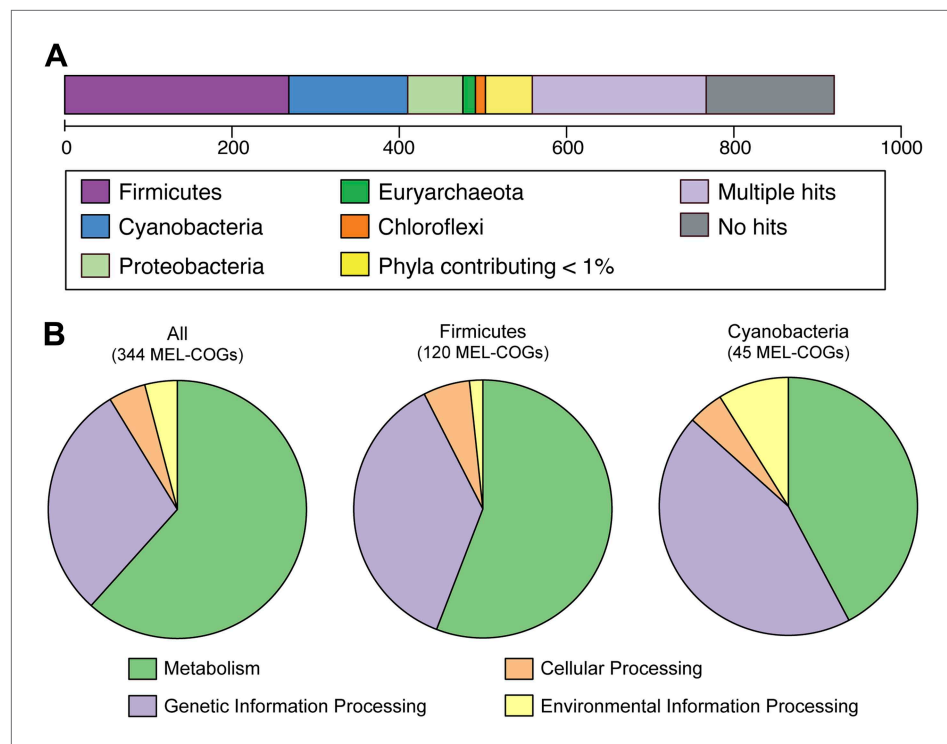 A
0 200 400 600 800 1000
Firmicutes Euryarchaeota Multiple hits
Cyanobacteria Chloroflexi No hits
Proteobacteria Phyla contributing < 1%
B
All Firmicutes Cyanobacteria
(344 MEL-COGs) (120 MEL-COGs) (45 MEL-COGs)
Metabolism Cellular Processing
Genetic Information Processing Environmental Information Processing